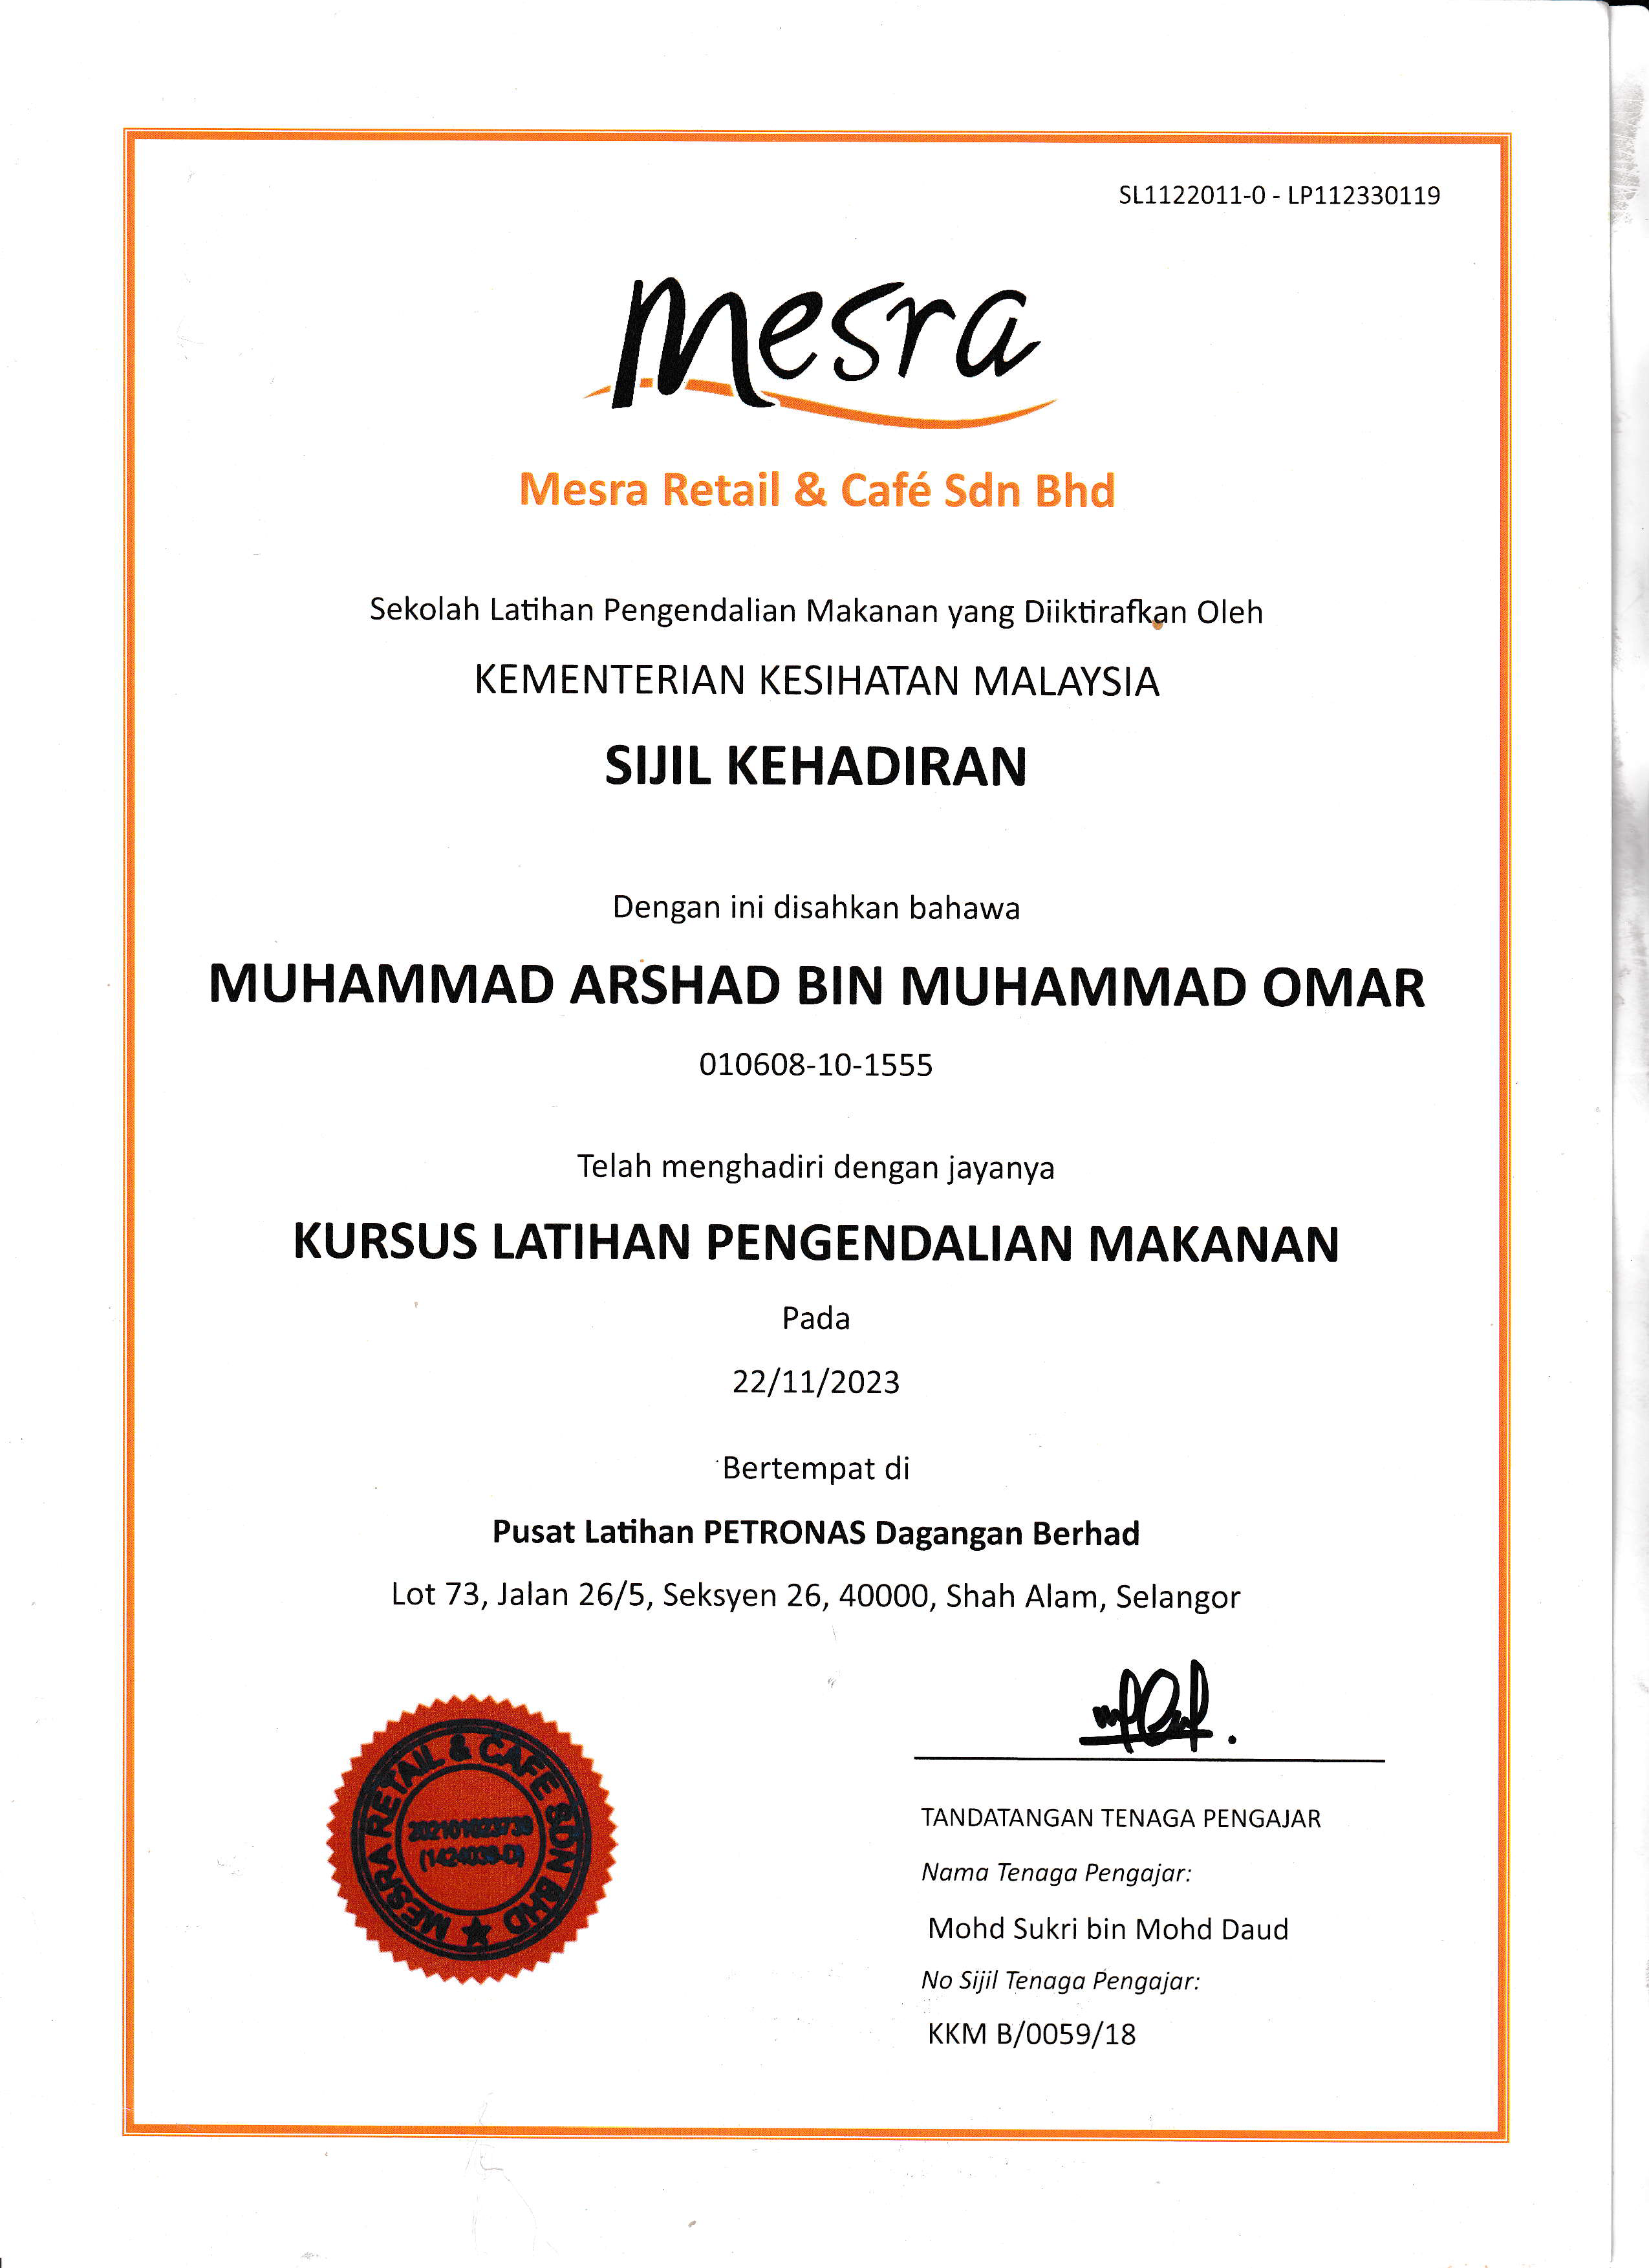 SL1122011-0 - LP112330119
mesra
Mesra Retail & Café Sdn Bhd
Sekolah Latihan Pengendalian Makanan yang Diiktirafkan Oleh
KEMENTERIAN KESIHATAN MALAYSIA
SIJIL KEHADIRAN
Dengan ini disahkan bahawa
MUHAMMAD ARSHAD BIN MUHAMMAD OMAR
010608-10-1555
Telah menghadiri dengan jayanya
KURSUS LATIHAN PENGENDALIAN MAKANAN
Pada
22/11/2023
Bertempat di
Pusat Latihan PETRONAS Dagangan Berhad
Lot 73, Jalan 26/5, Seksyen 26, 40000, Shah Alam, Selangor
MESRA RETAIL & CAFE SDN BHD
(1424039-D)
TANDATANGAN TENAGA PENGAJAR
Nama Tenaga Pengajar:
Mohd Sukri bin Mohd Daud
No Sijil Tenaga Pengajar:
KKM B/0059/18